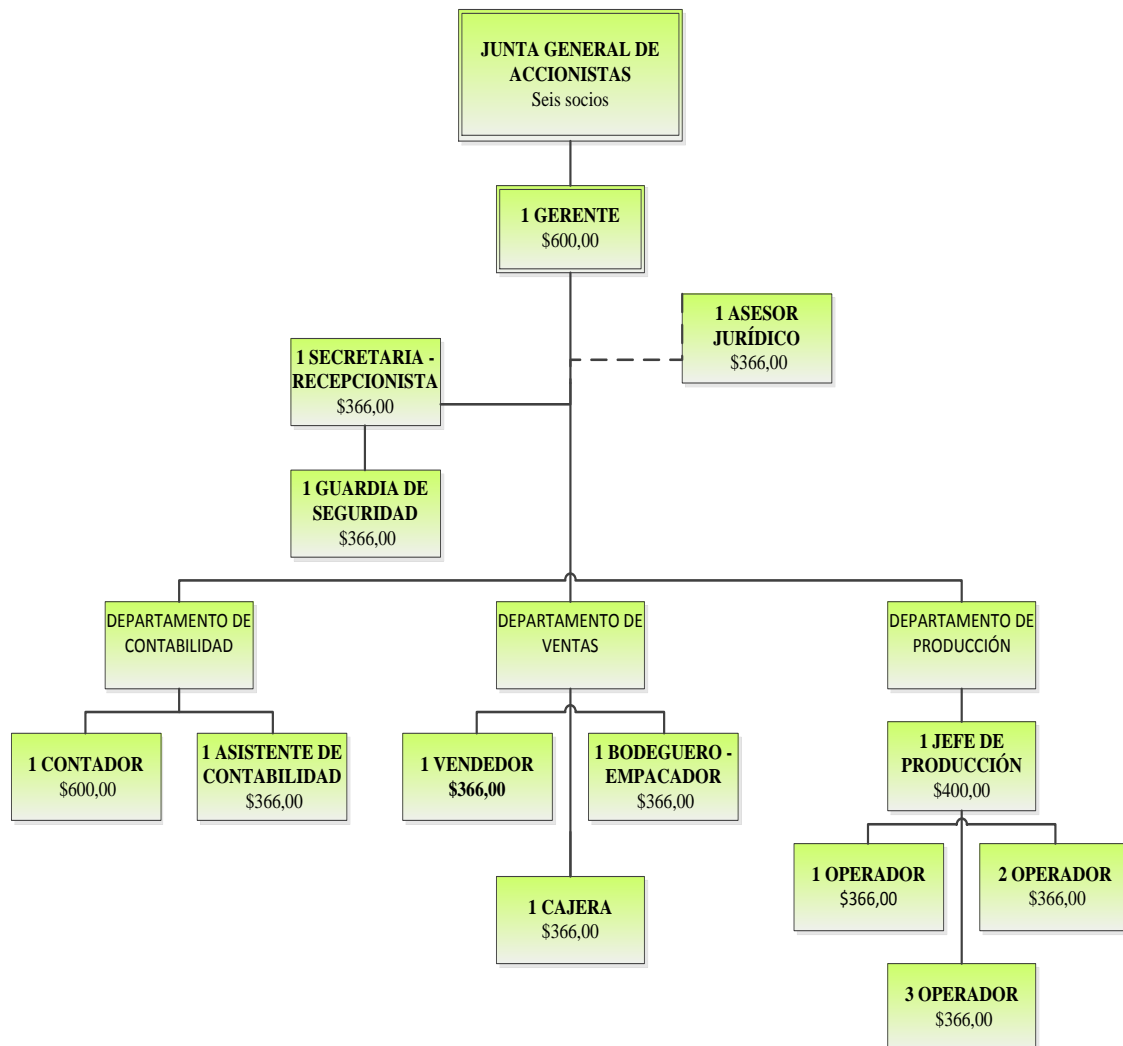 JUNTA GENERAL DE
ACCIONISTAS
Seis socios
1 GERENTE
$600,00
1 ASESOR
JURÍDICO
$366,00
1 SECRETARIA -
RECEPCIONISTA
$366,00
1 GUARDIA DE
SEGURIDAD
$366,00
DEPARTAMENTO DE
CONTABILIDAD
DEPARTAMENTO DE
VENTAS
DEPARTAMENTO DE
PRODUCCIÓN
1 CONTADOR
$600,00
1 ASISTENTE DE
CONTABILIDAD
$366,00
1 VENDEDOR
$366,00
1 BODEGUERO -
EMPACADOR
$366,00
1 JEFE DE
PRODUCCIÓN
$400,00
1 CAJERA
$366,00
1 OPERADOR
$366,00
2 OPERADOR
$366,00
3 OPERADOR
$366,00